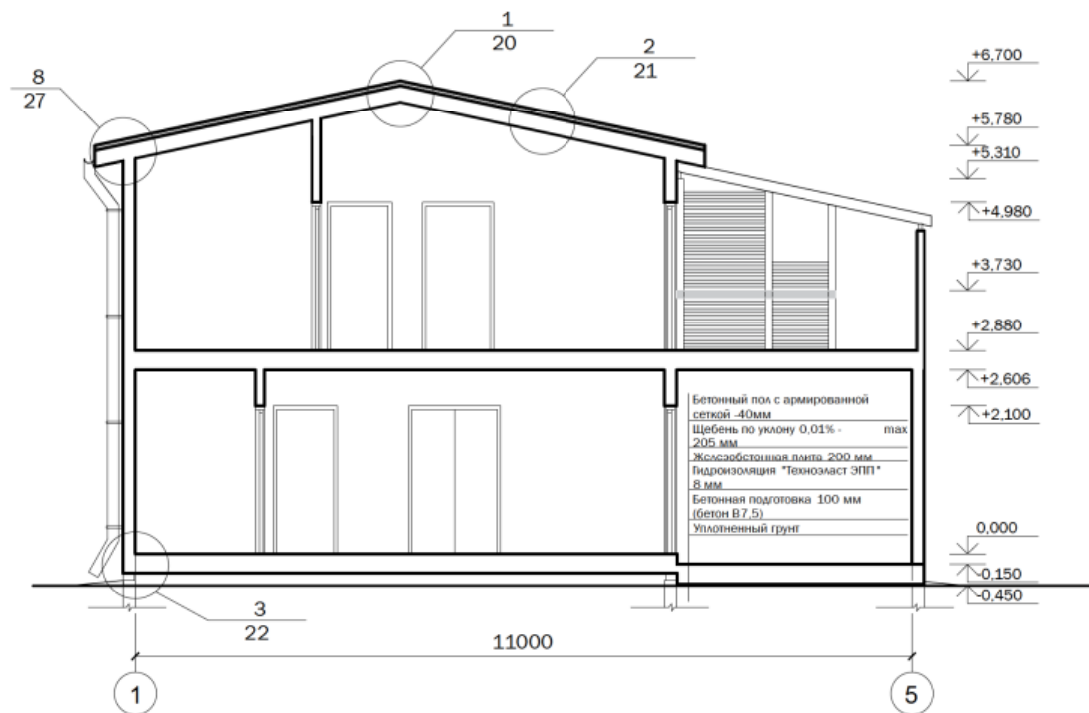 1
20
2
21
8
27
+6,700
+5,780
+5,310
+4,980
+3,730
+2,880
+2,606
+2,100
Бетонный пол с армированной
сеткой -40мм
Щебень по уклону 0,01% - max
205 мм
Железобетонная плита 200 мм
Гидроизоляция "Техноэласт ЭПП"
8 мм
Бетонная подготовка 100 мм
(бетон В7,5)
Уплотненный грунт
0,000
-0,150
-0,450
3
22
11000
1
5